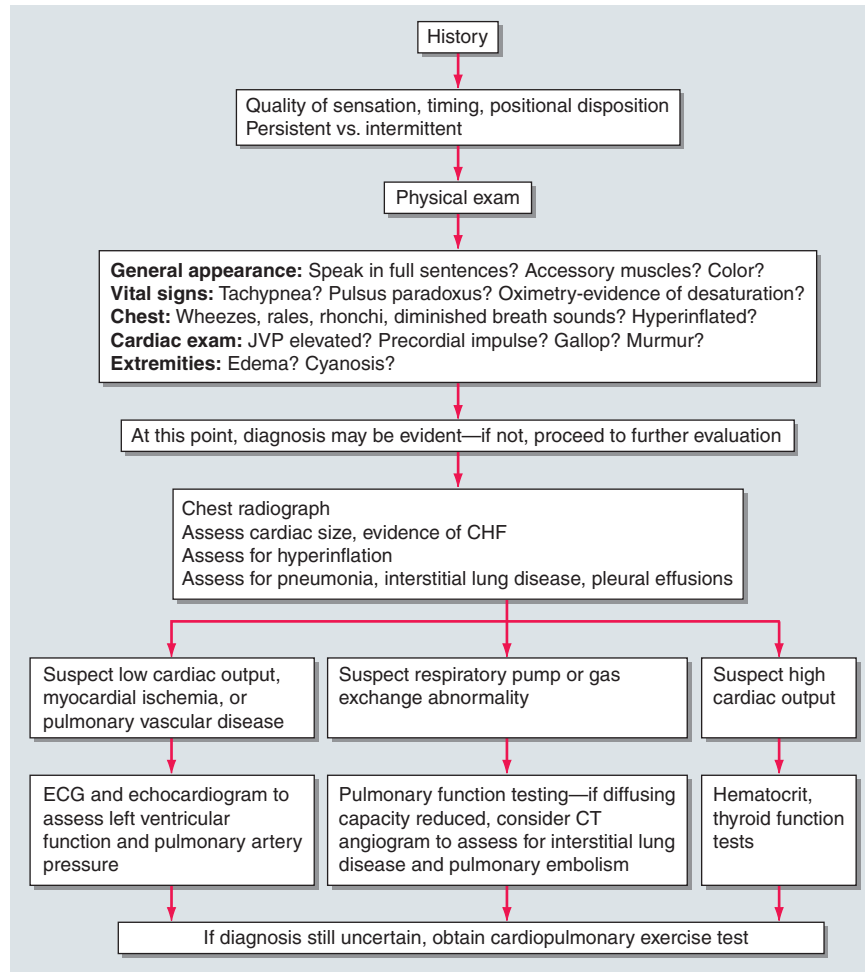 History
Quality of sensation, timing, positional disposition
Persistent vs. intermittent
Physical exam
General appearance: Speak in full sentences? Accessory muscles? Color?
Vital signs: Tachypnea? Pulsus paradoxus? Oximetry-evidence of desaturation?
Chest: Wheezes, rales, rhonchi, diminished breath sounds? Hyperinflated?
Cardiac exam: JVP elevated? Precordial impulse? Gallop? Murmur?
Extremities: Edema? Cyanosis?
At this point, diagnosis may be evident—if not, proceed to further evaluation
Chest radiograph
Assess cardiac size, evidence of CHF
Assess for hyperinflation
Assess for pneumonia, interstitial lung disease, pleural effusions
Suspect low cardiac output,
myocardial ischemia, or
pulmonary vascular disease
Suspect respiratory pump or gas
exchange abnormality
Suspect high
cardiac output
ECG and echocardiogram to
assess left ventricular
function and pulmonary artery
pressure
Pulmonary function testing—if diffusing
capacity reduced, consider CT
angiogram to assess for interstitial lung
disease and pulmonary embolism
Hematocrit,
thyroid function
tests
If diagnosis still uncertain, obtain cardiopulmonary exercise test